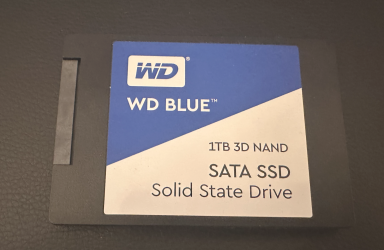 WD®
WD BLUE™
1TB 3D NAND
SATA SSD
Solid State Drive